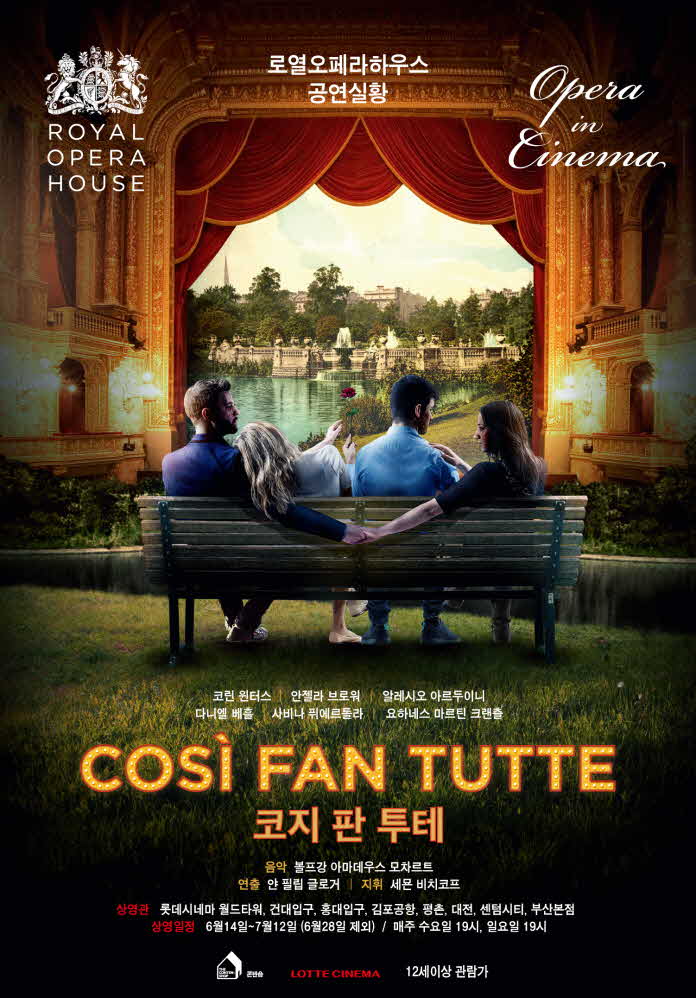 ROYAL
OPERA
HOUSE
로열오페라하우스
공연실황
Opera
in
Cinema
코린 윈터스 | 안젤라 브로워 | 알레시오 아르두이니
다니엘 베흘 | 사비나 퓌에르톨라 | 요하네스 마르틴 크랜츨
COSÌ FAN TUTTE
코지 판 투테
음악 볼프강 아마데우스 모차르트
연출 얀 필립 글로거 | 지휘 세묜 비치코프
상영관 롯데시네마 월드타워, 건대입구, 홍대입구, 김포공항, 평촌, 대전, 센텀시티, 부산본점
상영일정 6월14~7월12일 (6월28일 제외) / 매주 수요일 19시, 일요일 19시
콘텐숍
LOTTE CINEMA
12세이상 관람가